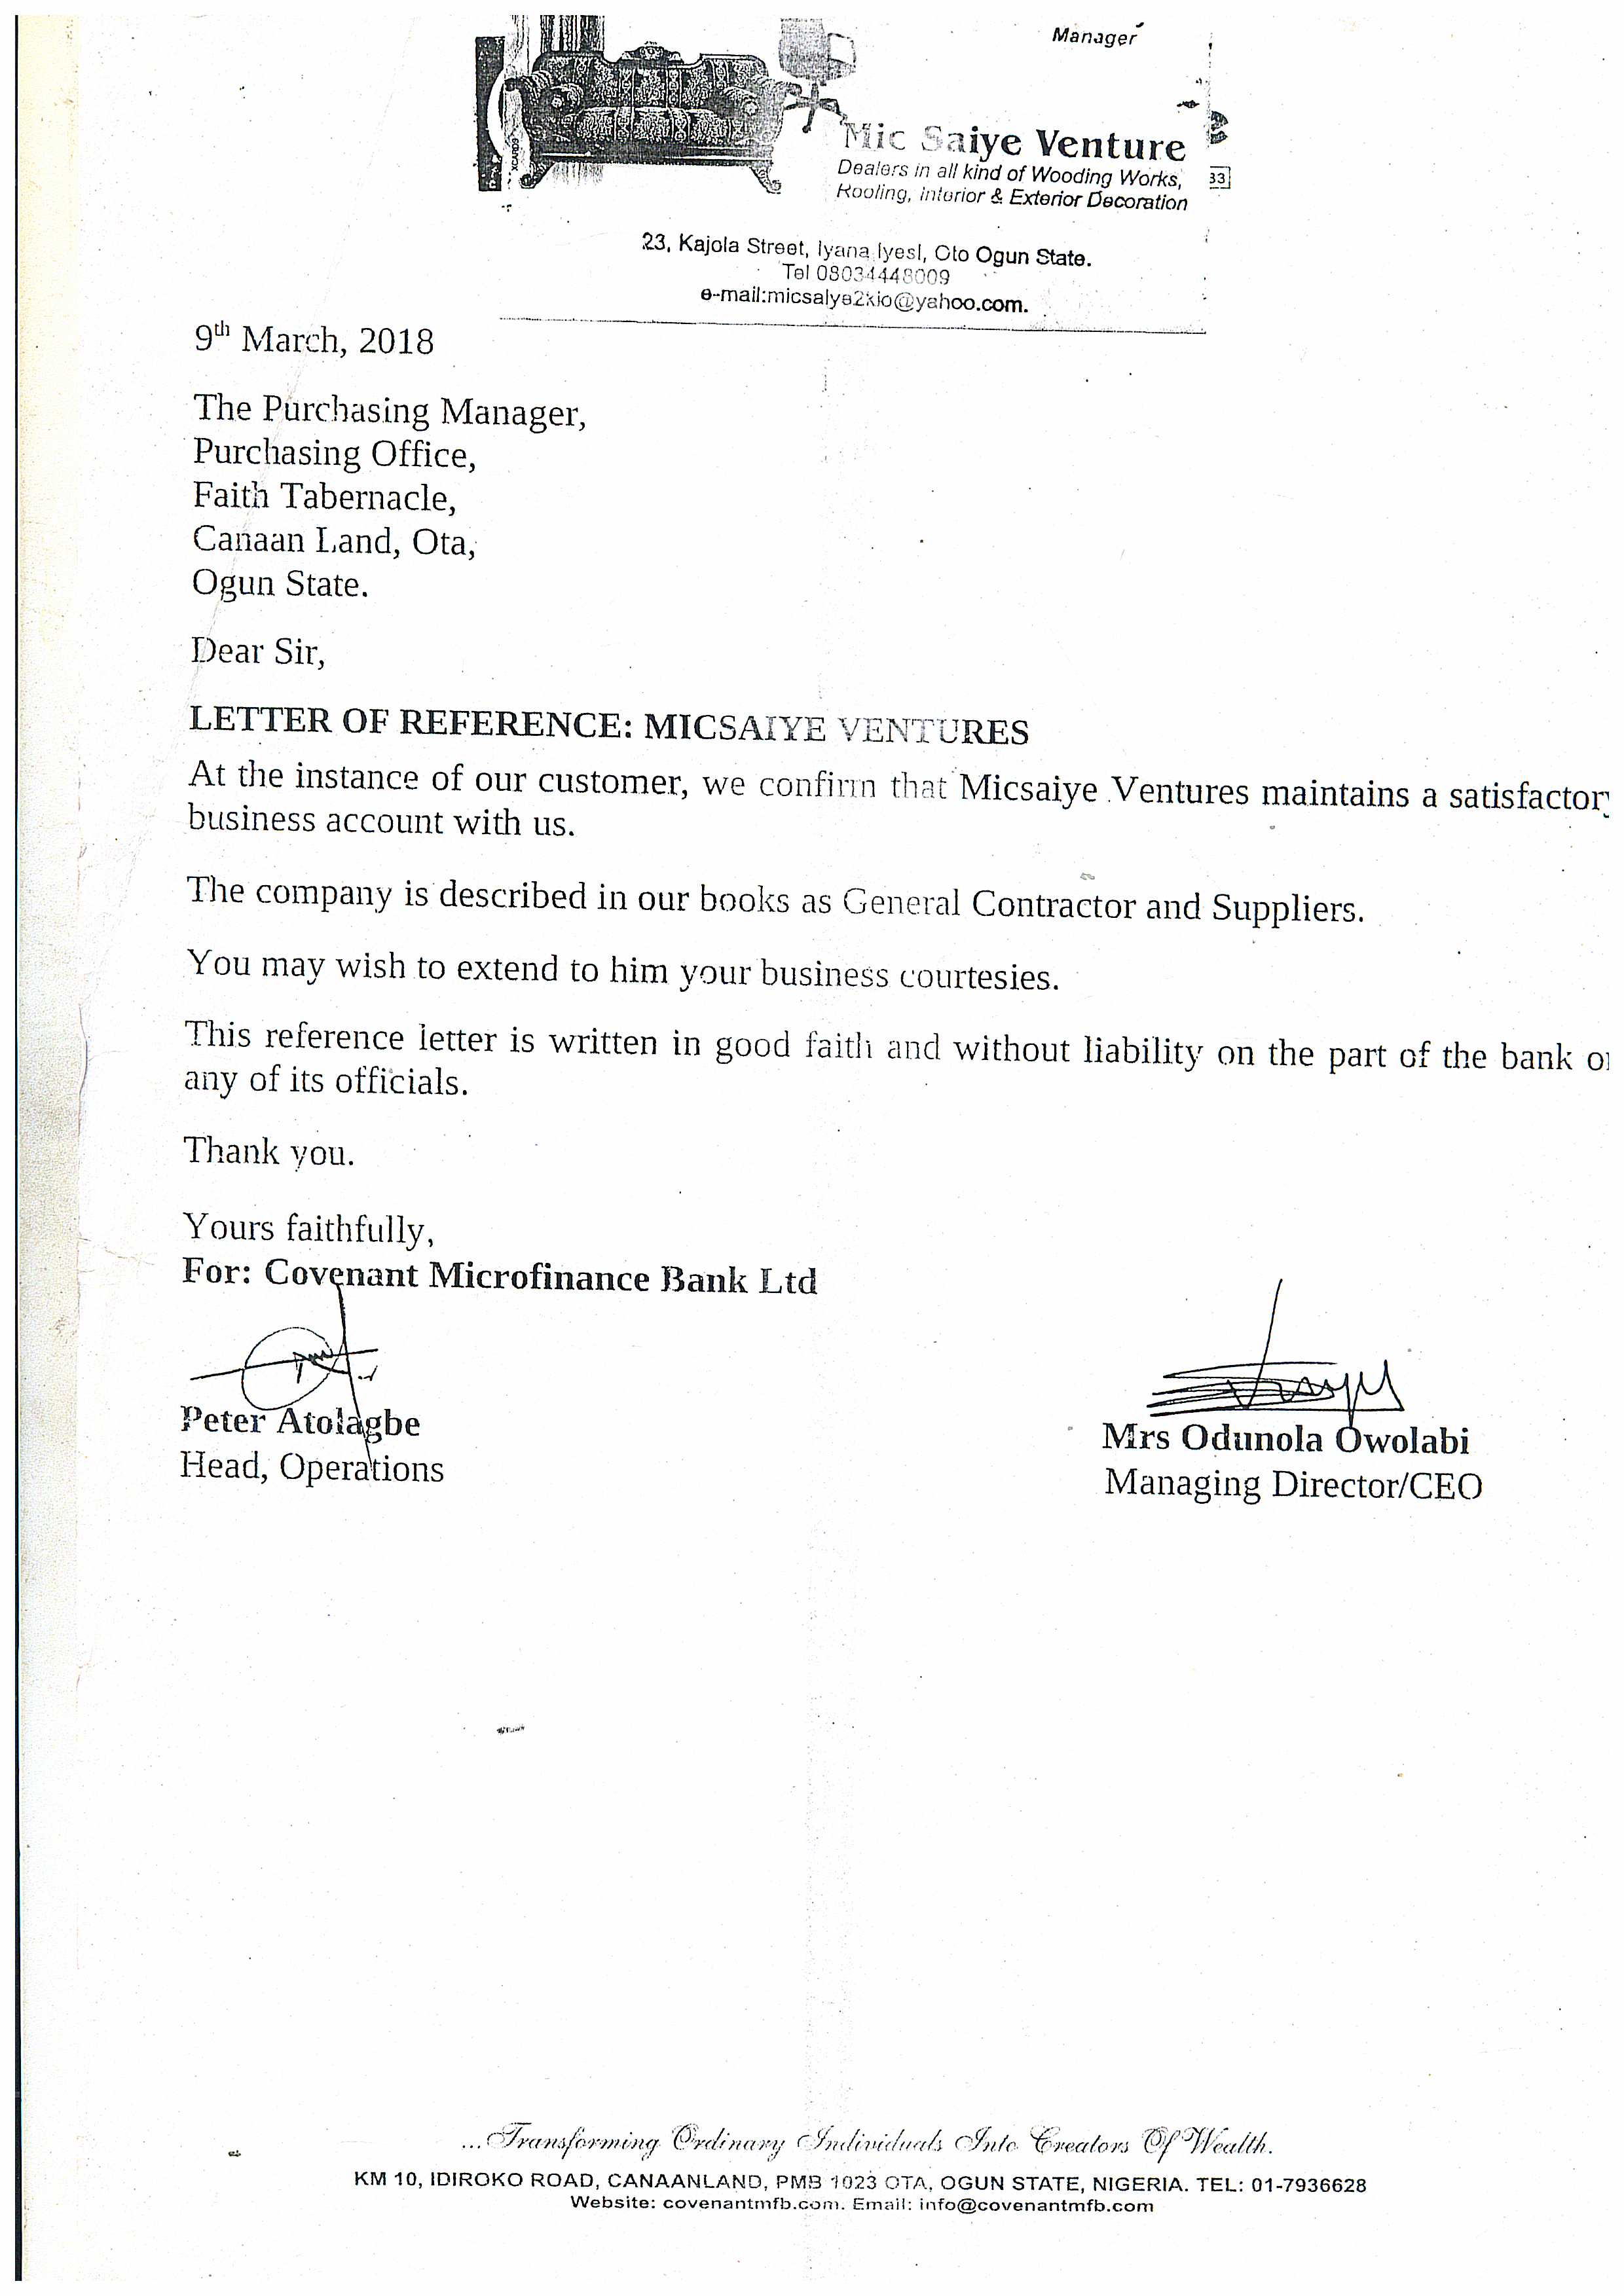 Manager
Mic Saiye Venture
Dealers in all kind of Wooding Works,
Roofing, Interior & Exterior Decoration
33
23, Kajola Street, Iyana Iyesi, Oto Ogun State.
Tel 08034448009
9th March, 2018
The Purchasing Manager,
Purchasing Office,
Faith Tabernacle,
Canaan Land, Ota,
Ogun State.
Dear Sir,
LETTER OF REFERENCE: MICSAIYE VENTURES
At the instance of our customer, we confirm that Micsaiye Ventures maintains a satisfactory
business account with us.
The company is described in our books as General Contractor and Suppliers.
You may wish to extend to him your business courtesies.
This reference letter is written in good faith and without liability on the part of the bank or
any of its officials.
Thank you.
Yours faithfully,
For: Covenant Microfinance Bank Ltd
Peter Atolagbe
Head, Operations
Mrs Odunola Owolabi
Managing Director/CEO
...Transforming Ordinary Individuals Into Creators Of Wealth.
KM 10, IDIROKO ROAD, CANAANLAND, PMB 1023 OTA, OGUN STATE, NIGERIA. TEL: 01-7936628
Website: covenantmfb.com. Email: info@covenantmfb.com